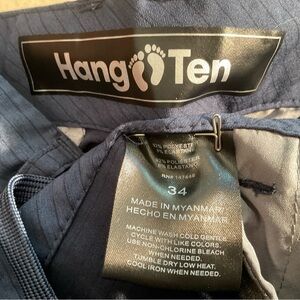 Hang Ten
34
MADE IN MYANMAR
HECHO EN MYANMAR
MACHINE WASH COLD GENTLE
CYCLE WITH LIKE COLORS.
USE NON-CHLORINE BLEACH
WHEN NEEDED.
TUMBLE DRY LOW HEAT.
COOL IRON WHEN NEEDED.